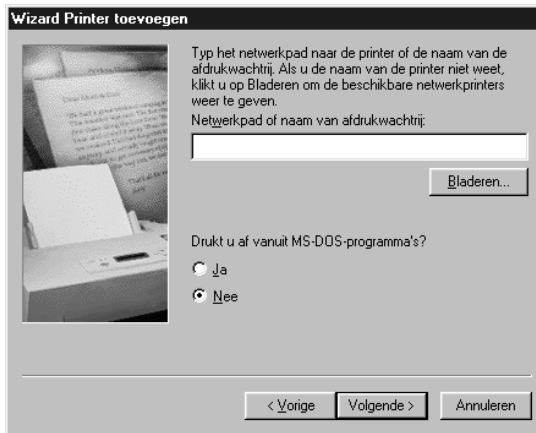 Wizard Printer toevoegen
Typ het netwerkpad naar de printer of de naam van de
afdrukwachtrij. Als u de naam van de printer niet weet,
klikt u op Bladeren om de beschikbare netwerkprinters
weer te geven.
Netwerkpad of naam van afdrukwachtrij:
Bladeren...
Drukt u af vanuit MS-DOS-programma's?
Ja
Nee
< Vorige
Volgende >
Annuleren